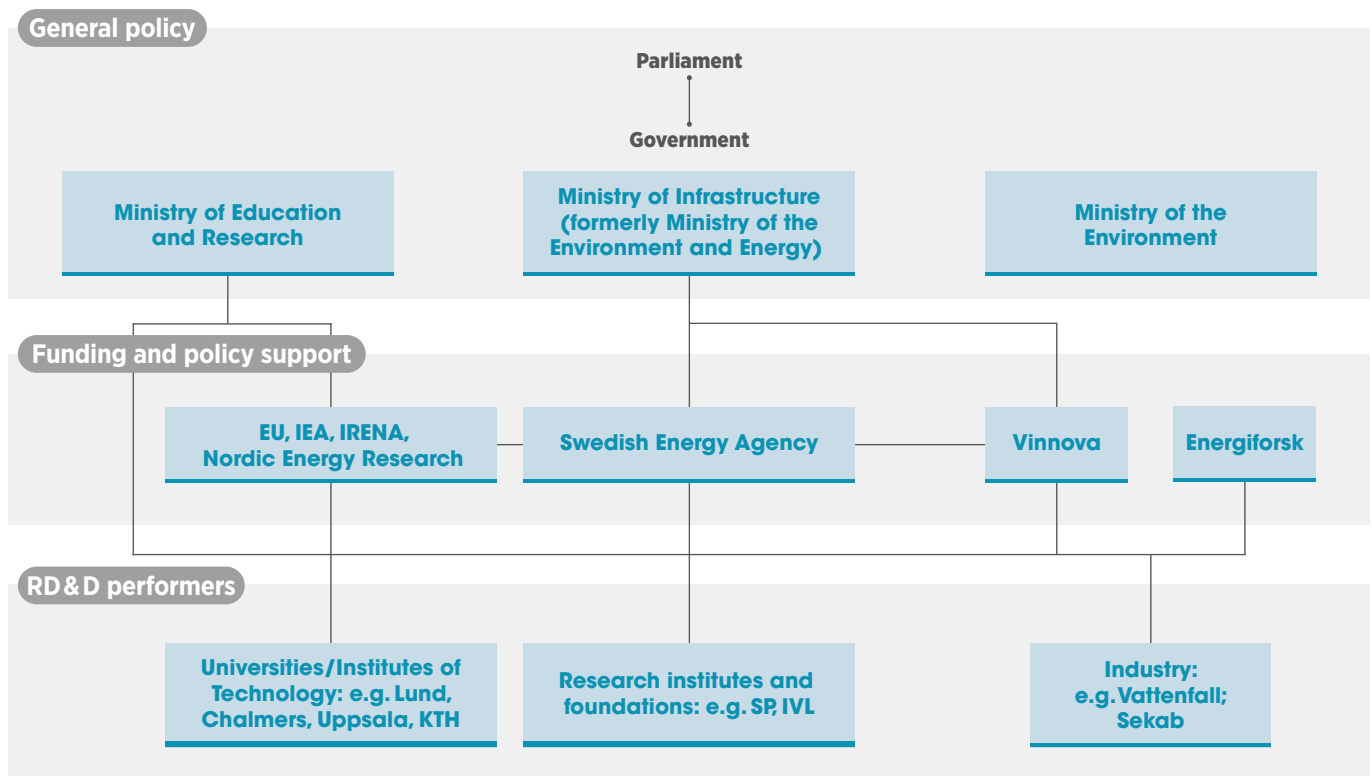 General policy
Parliament
Government
Ministry of Education
and Research
Ministry of Infrastructure
(formerly Ministry of the
Environment and Energy)
Ministry of the
Environment
Funding and policy support
EU, IEA, IRENA,
Nordic Energy Research
Swedish Energy Agency
Vinnova
Energiforsk
RD&D performers
Universities/Institutes of
Technology: e.g. Lund,
Chalmers, Uppsala, KTH
Research institutes and
foundations: e.g. SP, IVL
Industry:
e.g. Vattenfall;
Sekab